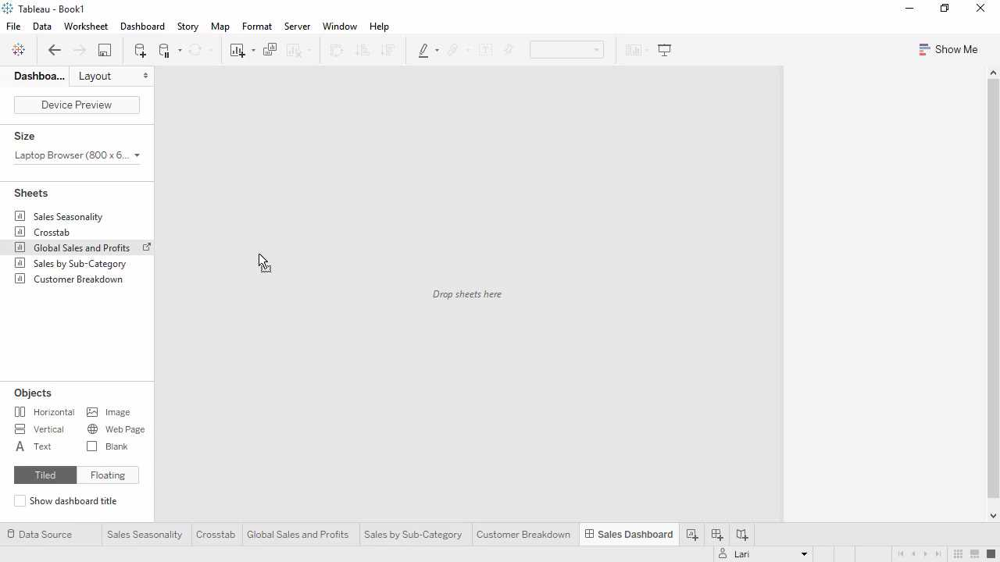 Tableau - Book1
File Data Worksheet Dashboard Story Map Format Server Window Help
Show Me
Dashboa... Layout
Device Preview
Size
Laptop Browser (800 x 6...
Sheets
Sales Seasonality
Crosstab
Global Sales and Profits
Sales by Sub-Category
Customer Breakdown
Drop sheets here
Objects
Horizontal Image
Vertical Web Page
A Text Blank
Tiled Floating
Show dashboard title
Data Source Sales Seasonality Crosstab Global Sales and Profits Sales by Sub-Category Customer Breakdown Sales Dashboard
Lari